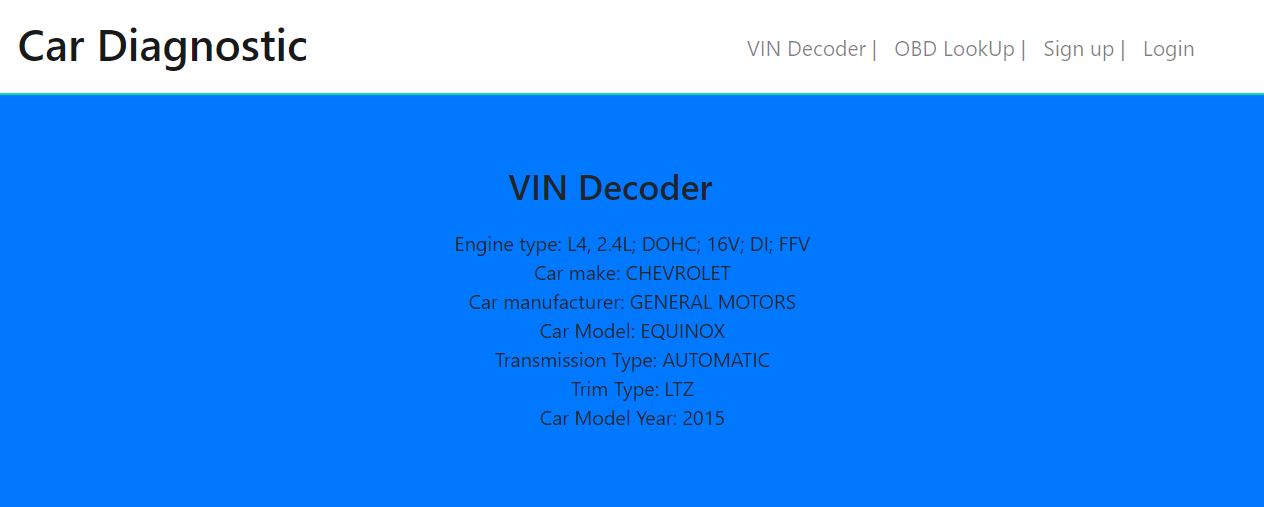 Car Diagnostic
VIN Decoder | OBD LookUp | Sign up | Login
VIN Decoder
Engine type: L4, 2.4L; DOHC; 16V; DI; FFV
Car make: CHEVROLET
Car manufacturer: GENERAL MOTORS
Car Model: EQUINOX
Transmission Type: AUTOMATIC
Trim Type: LTZ
Car Model Year: 2015